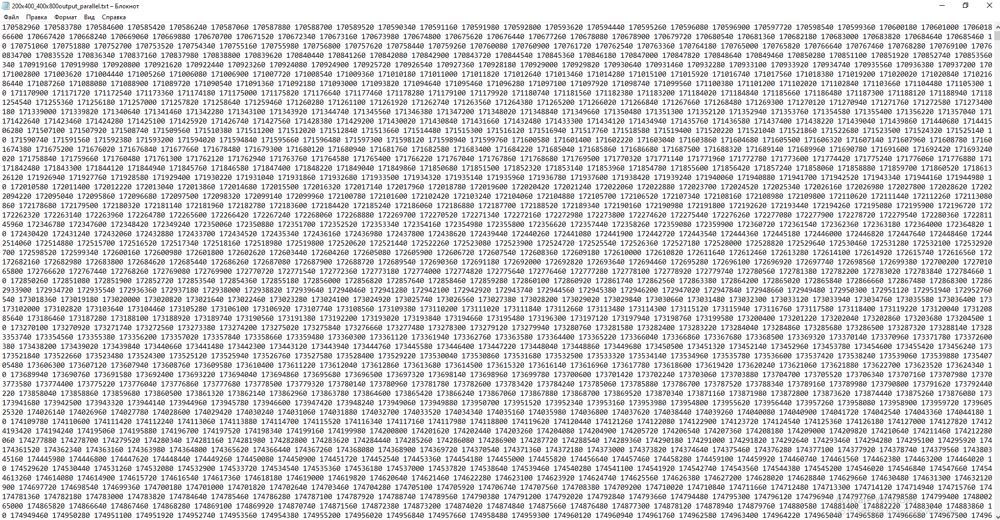 200x400_400x800output_parallel.txt – Блокнот
Файл Правка Формат Вид Справка
170582960 170583780 170584600 170585420 170586240 170587060 170587880 170588700 170589520 170590340 170591160 170591980 170592800 170593620 170594440 170595260 170596080 170596900 170597720 170598540 170599360 170600180 170601000 1706018
66600 170667420 170668240 170669060 170669880 170670700 170671520 170672340 170673160 170673980 170674800 170675620 170676440 170677260 170678080 170678900 170679720 170680540 170681360 170682180 170683000 170683820 170684640 170685460 1
0 170751060 170751880 170752700 170753520 170754340 170755160 170755980 170756800 170757620 170758440 170759260 170760080 170760900 170761720 170762540 170763360 170764180 170765000 170765820 170766640 170767460 170768280 170769100 17076
0834700 170835520 170836340 170837160 170837980 170838800 170839620 170840440 170841260 170842080 170842900 170843720 170844540 170845360 170846180 170847000 170847820 170848640 170849460 170850280 170851100 170851920 170852740 170853560
340 170919160 170919980 170920800 170921620 170922440 170923260 170924080 170924900 170925720 170926540 170927360 170928180 170929000 170929820 170930640 170931460 170932280 170933100 170933920 170934740 170935560 170936380 170937200 170
171002800 171003620 171004440 171005260 171006080 171006900 171007720 171008540 171009360 171010180 171011000 171011820 171012640 171013460 171014280 171015100 171015920 171016740 171017560 171018380 171019200 171020020 171020840 1710216
86440 171087260 171088080 171088900 171089720 171090540 171091360 171092180 171093000 171093820 171094640 171095460 171096280 171097100 171097920 171098740 171099560 171100380 171101200 171102020 171102840 171103660 171104480 171105300 1
0 171170900 171171720 171172540 171173360 171174180 171175000 171175820 171176640 171177460 171178280 171179100 171179920 171180740 171181560 171182380 171183200 171184020 171184840 171185660 171186480 171187300 171188120 171188940 17118
1254540 171255360 171256180 171257000 171257820 171258640 171259460 171260280 171261100 171261920 171262740 171263560 171264380 171265200 171266020 171266840 171267660 171268480 171269300 171270120 171270940 171271760 171272580 171273400
180 171339000 171339820 171340640 171341460 171342280 171343100 171343920 171344740 171345560 171346380 171347200 171348020 171348840 171349660 171350480 171351300 171352120 171352940 171353760 171354580 171355400 171356220 171357040 171
171422640 171423460 171424280 171425100 171425920 171426740 171427560 171428380 171429200 171430020 171430840 171431660 171432480 171433300 171434120 171434940 171435760 171436580 171437400 171438220 171439040 171439860 171440680 1714415
06280 171507100 171507920 171508740 171509560 171510380 171511200 171512020 171512840 171513660 171514480 171515300 171516120 171516940 171517760 171518580 171519400 171520220 171521040 171521860 171522680 171523500 171524320 171525140 1
0 171590740 171591560 171592380 171593200 171594020 171594840 171595660 171596480 171597300 171598120 171598940 171599760 171600580 171601400 171602220 171603040 171603860 171604680 171605500 171606320 171607140 171607960 171608780 17160
1674380 171675200 171676020 171676840 171677660 171678480 171679300 171680120 171680940 171681760 171682580 171683400 171684220 171685040 171685860 171686680 171687500 171688320 171689140 171689960 171690780 171691600 171692420 171693240
020 171758840 171759660 171760480 171761300 171762120 171762940 171763760 171764580 171765400 171766220 171767040 171767860 171768680 171769500 171770320 171771140 171771960 171772780 171773600 171774420 171775240 171776060 171776880 171
171842480 171843300 171844120 171844940 171845760 171846580 171847400 171848220 171849040 171849860 171850680 171851500 171852320 171853140 171853960 171854780 171855600 171856420 171857240 171858060 171858880 171859700 171860520 1718613
26120 171926940 171927760 171928580 171929400 171930220 171931040 171931860 171932680 171933500 171934320 171935140 171935960 171936780 171937600 171938420 171939240 171940060 171940880 171941700 171942520 171943340 171944160 171944980 1
0 172010580 172011400 172012220 172013040 172013860 172014680 172015500 172016320 172017140 172017960 172018780 172019600 172020420 172021240 172022060 172022880 172023700 172024520 172025340 172026160 172026980 172027800 172028620 17202
2094220 172095040 172095860 172096680 172097500 172098320 172099140 172099960 172100780 172101600 172102420 172103240 172104060 172104880 172105700 172106520 172107340 172108160 172108980 172109800 172110620 172111440 172112260 172113080
860 172178680 172179500 172180320 172181140 172181960 172182780 172183600 172184420 172185240 172186060 172186880 172187700 172188520 172189340 172190160 172190980 172191800 172192620 172193440 172194260 172195080 172195900 172196720 172
172262320 172263140 172263960 172264780 172265600 172266420 172267240 172268060 172268880 172269700 172270520 172271340 172272160 172272980 172273800 172274620 172275440 172276260 172277080 172277900 172278720 172279540 172280360 1722811
45960 172346780 172347600 172348420 172349240 172350060 172350880 172351700 172352520 172353340 172354160 172354980 172355800 172356620 172357440 172358260 172359080 172359900 172360720 172361540 172362360 172363180 172364000 172364820 1
0 172430420 172431240 172432060 172432880 172433700 172434520 172435340 172436160 172436980 172437800 172438620 172439440 172440260 172441080 172441900 172442720 172443540 172444360 172445180 172446000 172446820 172447640 172448460 17244
2514060 172514880 172515700 172516520 172517340 172518160 172518980 172519800 172520620 172521440 172522260 172523080 172523900 172524720 172525540 172526360 172527180 172528000 172528820 172529640 172530460 172531280 172532100 172532920
700 172598520 172599340 172600160 172600980 172601800 172602620 172603440 172604260 172605080 172605900 172606720 172607540 172608360 172609180 172610000 172610820 172611640 172612460 172613280 172614100 172614920 172615740 172616560 172
172682160 172682980 172683800 172684620 172685440 172686260 172687080 172687900 172688720 172689540 172690360 172691180 172692000 172692820 172693640 172694460 172695280 172696100 172696920 172697740 172698560 172699380 172700200 1727010
65800 172766620 172767440 172768260 172769080 172769900 172770720 172771540 172772360 172773180 172774000 172774820 172775640 172776460 172777280 172778100 172778920 172779740 172780560 172781380 172782200 172783020 172783840 172784660 1
0 172850260 172851080 172851900 172852720 172853540 172854360 172855180 172856000 172856820 172857640 172858460 172859280 172860100 172860920 172861740 172862560 172863380 172864200 172865020 172865840 172866660 172867480 172868300 17286
2933900 172934720 172935540 172936360 172937180 172938000 172938820 172939640 172940460 172941280 172942100 172942920 172943740 172944560 172945380 172946200 172947020 172947840 172948660 172949480 172950300 172951120 172951940 172952760
540 173018360 173019180 173020000 173020820 173021640 173022460 173023280 173024100 173024920 173025740 173026560 173027380 173028200 173029020 173029840 173030660 173031480 173032300 173033120 173033940 173034760 173035580 173036400 173
173102000 173102820 173103640 173104460 173105280 173106100 173106920 173107740 173108560 173109380 173110200 173111020 173111840 173112660 173113480 173114300 173115120 173115940 173116760 173117580 173118400 173119220 173120040 1731208
85640 173186460 173187280 173188100 173188920 173189740 173190560 173191380 173192200 173193020 173193840 173194660 173195480 173196300 173197120 173197940 173198760 173199580 173200400 173201220 173202040 173202860 173203680 173204500 1
0 173270100 173270920 173271740 173272560 173273380 173274200 173275020 173275840 173276660 173277480 173278300 173279120 173279940 173280760 173281580 173282400 173283220 173284040 173284860 173285680 173286500 173287320 173288140 17328
3353740 173354560 173355380 173356200 173357020 173357840 173358660 173359480 173360300 173361120 173361940 173362760 173363580 173364400 173365220 173366040 173366860 173367680 173368500 173369320 173370140 173370960 173371780 173372600
380 173438200 173439020 173439840 173440660 173441480 173442300 173443120 173443940 173444760 173445580 173446400 173447220 173448040 173448860 173449680 173450500 173451320 173452140 173452960 173453780 173454600 173455420 173456240 173
173521840 173522660 173523480 173524300 173525120 173525940 173526760 173527580 173528400 173529220 173530040 173530860 173531680 173532500 173533320 173534140 173534960 173535780 173536600 173537420 173538240 173539060 173539880 1735407
05480 173606300 173607120 173607940 173608760 173609580 173610400 173611220 173612040 173612860 173613680 173614500 173615320 173616140 173616960 173617780 173618600 173619420 173620240 173621060 173621880 173622700 173623520 173624340 1
0 173689940 173690760 173691580 173692400 173693220 173694040 173694860 173695680 173696500 173697320 173698140 173698960 173699780 173700600 173701420 173702240 173703060 173703880 173704700 173705520 173706340 173707160 173707980 17370
3773580 173774400 173775220 173776040 173776860 173777680 173778500 173779320 173780140 173780960 173781780 173782600 173783420 173784240 173785060 173785880 173786700 173787520 173788340 173789160 173789980 173790800 173791620 173792440
220 173858040 173858860 173859680 173860500 173861320 173862140 173862960 173863780 173864600 173865420 173866240 173867060 173867880 173868700 173869520 173870340 173871160 173871980 173872800 173873620 173874440 173875260 173876080 173
173941680 173942500 173943320 173944140 173944960 173945780 173946600 173947420 173948240 173949060 173949880 173950700 173951520 173952340 173953160 173953980 173954800 173955620 173956440 173957260 173958080 173958900 173959720 1739605
25320 174026140 174026960 174027780 174028600 174029420 174030240 174031060 174031880 174032700 174033520 174034340 174035160 174035980 174036800 174037620 174038440 174039260 174040080 174040900 174041720 174042540 174043360 174044180 1
0 174109780 174110600 174111420 174112240 174113060 174113880 174114700 174115520 174116340 174117160 174117980 174118800 174119620 174120440 174121260 174122080 174122900 174123720 174124540 174125360 174126180 174127000 174127820 17412
4193420 174194240 174195060 174195880 174196700 174197520 174198340 174199160 174199980 174200800 174201620 174202440 174203260 174204080 174204900 174205720 174206540 174207360 174208180 174209000 174209820 174210640 174211460 174212280
060 174277880 174278700 174279520 174280340 174281160 174281980 174282800 174283620 174284440 174285260 174286080 174286900 174287720 174288540 174289360 174290180 174291000 174291820 174292640 174293460 174294280 174295100 174295920 174
174361520 174362340 174363160 174363980 174364800 174365620 174366440 174367260 174368080 174368900 174369720 174370540 174371360 174372180 174373000 174373820 174374640 174375460 174376280 174377100 174377920 174378740 174379560 1743803
45160 174445980 174446800 174447620 174448440 174449260 174450080 174450900 174451720 174452540 174453360 174454180 174455000 174455820 174456640 174457460 174458280 174459100 174459920 174460740 174461560 174462380 174463200 174464020 1
0 174529620 174530440 174531260 174532080 174532900 174533720 174534540 174535360 174536180 174537000 174537820 174538640 174539460 174540280 174541100 174541920 174542740 174543560 174544380 174545200 174546020 174546840 174547660 17454
4613260 174614080 174614900 174615720 174616540 174617360 174618180 174619000 174619820 174620640 174621460 174622280 174623100 174623920 174624740 174625560 174626380 174627200 174628020 174628840 174629660 174630480 174631300 174632120
900 174697720 174698540 174699360 174700180 174701000 174701820 174702640 174703460 174704280 174705100 174705920 174706740 174707560 174708380 174709200 174710020 174710840 174711660 174712480 174713300 174714120 174714940 174715760 174
174781360 174782180 174783000 174783820 174784640 174785460 174786280 174787100 174787920 174788740 174789560 174790380 174791200 174792020 174792840 174793660 174794480 174795300 174796120 174796940 174797760 174798580 174799400 1748002
65000 174865820 174866640 174867460 174868280 174869100 174869920 174870740 174871560 174872380 174873200 174874020 174874840 174875660 174876480 174877300 174878120 174878940 174879760 174880580 174881400 174882220 174883040 174883860 1
0 174949460 174950280 174951100 174951920 174952740 174953560 174954380 174955200 174956020 174956840 174957660 174958480 174959300 174960120 174960940 174961760 174962580 174963400 174964220 174965040 174965860 174966680 174967500 17496
Activate Windows
Go to Settings to activate Windows.